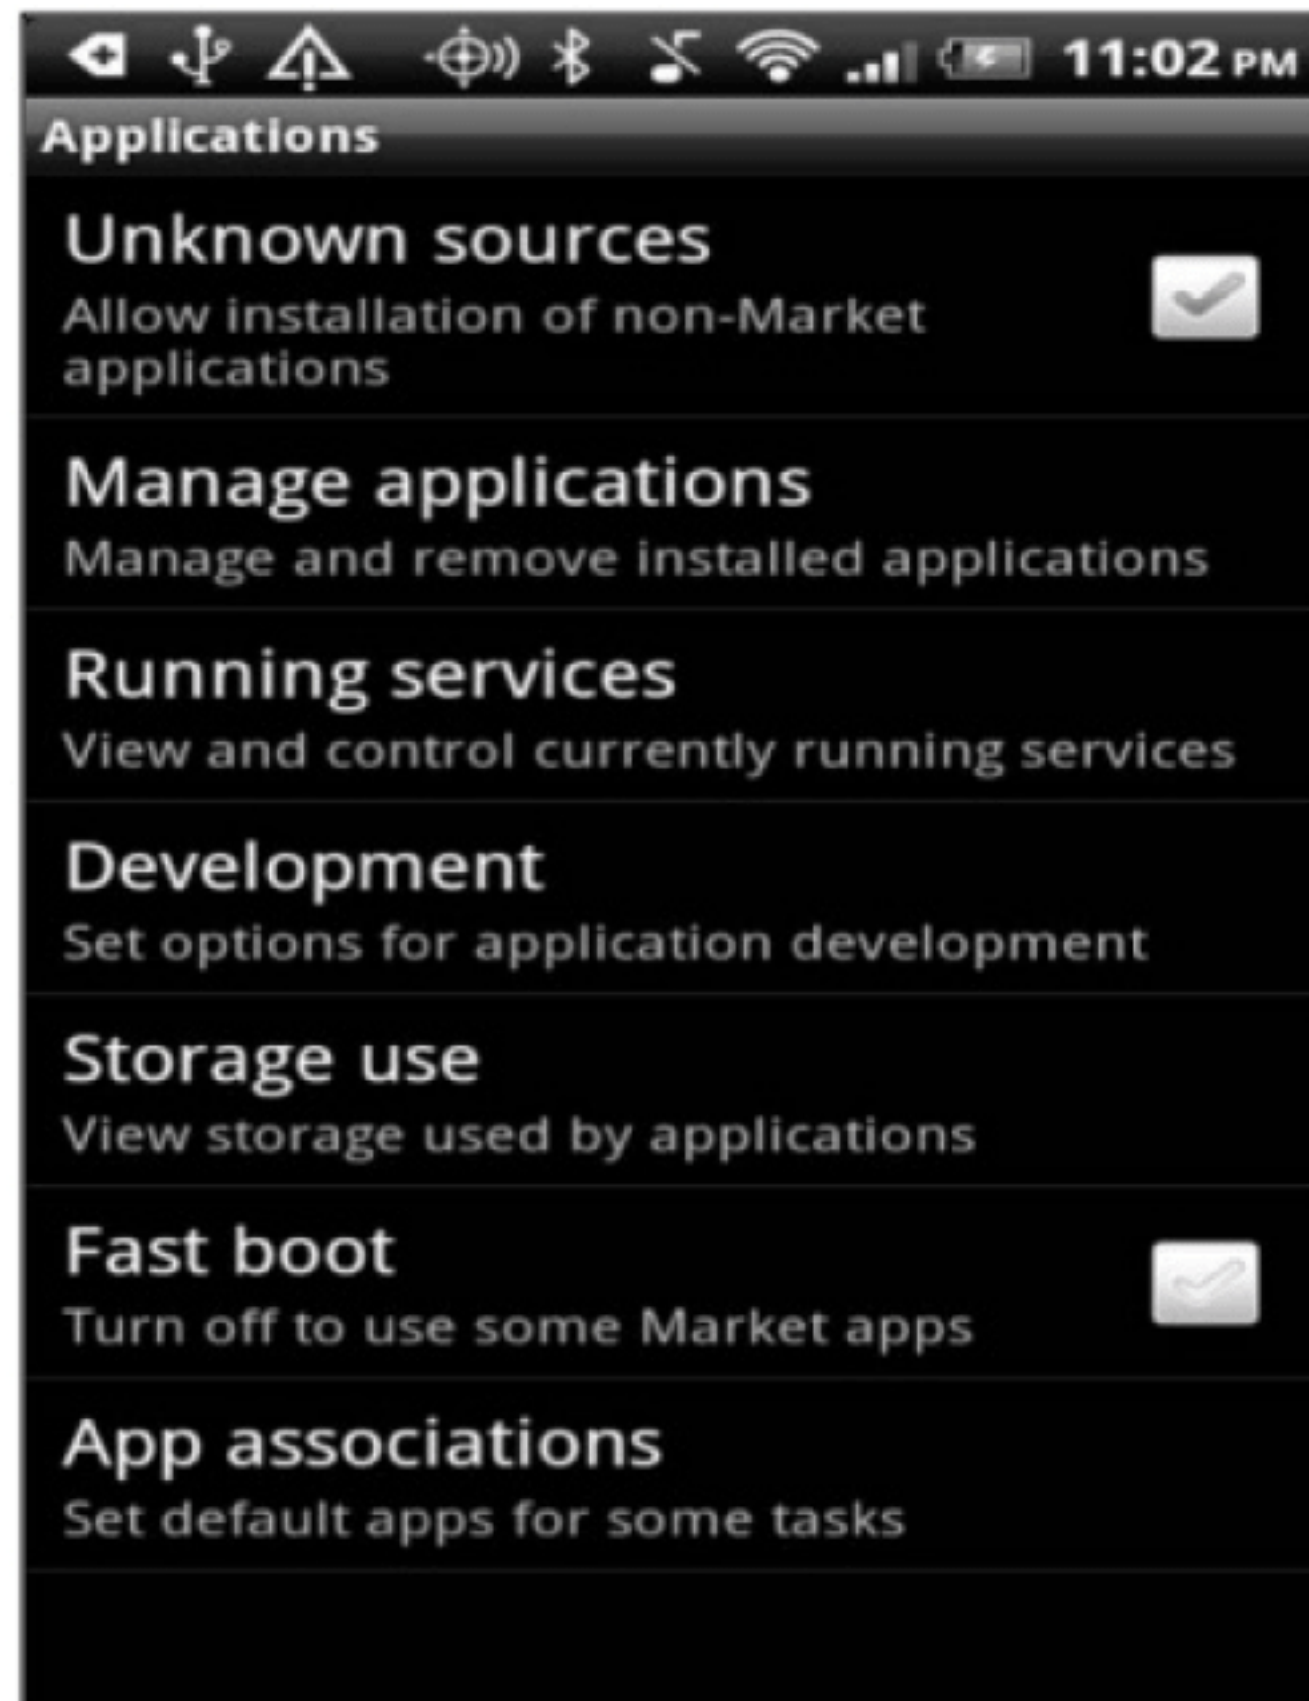 11:02 PM
Applications
Unknown sources
Allow installation of non-Market
applications
Manage applications
Manage and remove installed applications
Running services
View and control currently running services
Development
Set options for application development
Storage use
View storage used by applications
Fast boot
Turn off to use some Market apps
App associations
Set default apps for some tasks